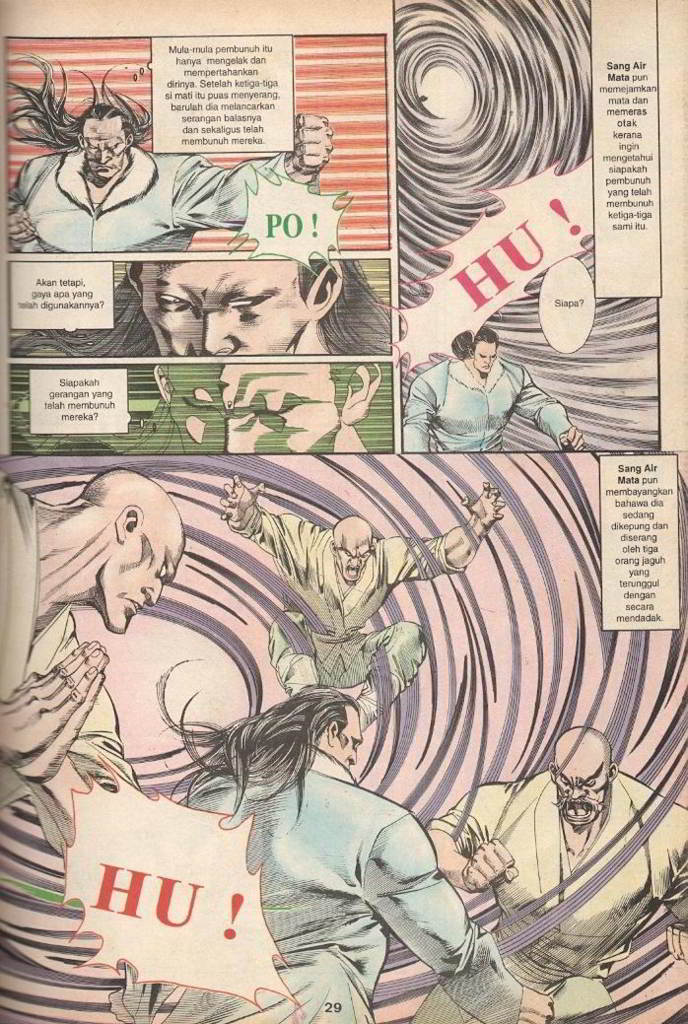 Mula-mula pembunuh itu
hanya mengelak dan
mempertahankan
dirinya. Setelah ketiga-tiga
si mati itu puas menyerang,
barulah dia melancarkan
serangan balasnya
dan sekaligus telah
membunuh mereka.
PO !
Akan tetapi,
gaya apa yang
telah digunakannya?
Siapakah
gerangan yang
telah membunuh
mereka?
Sang Air
Mata pun
memejamkan
mata dan
memeras
otak
kerana
ingin
mengetahui
siapakah
pembunuh
yang telah
membunuh
ketiga-tiga
sami itu.
HU !
Siapa?
Sang Air
Mata pun
membayangkan
bahawa dia
sedang
dikepung dan
diserang
oleh tiga
orang jaguh
yang
terunggul
dengan
secara
mendadak.
HU !
29